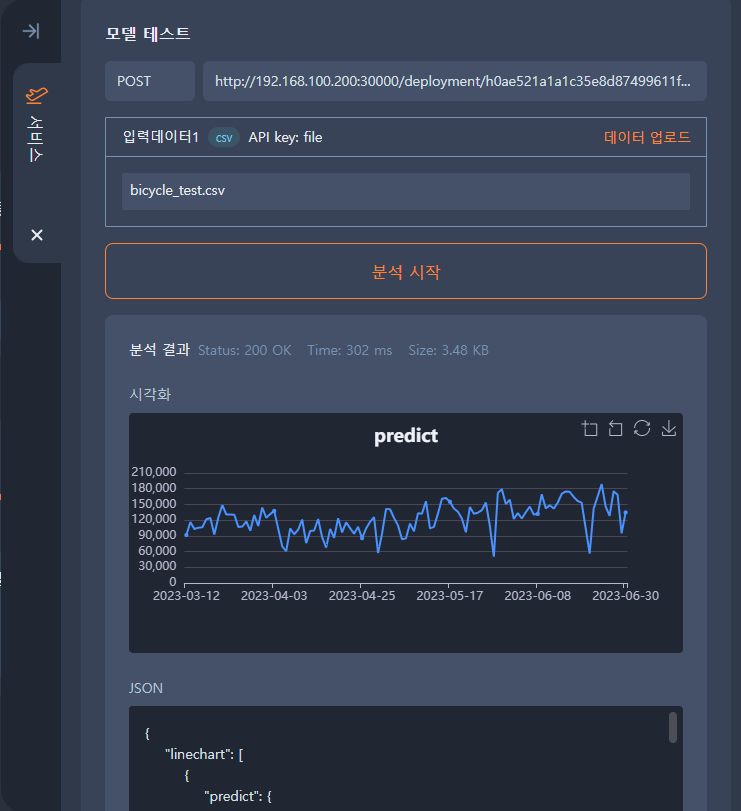 모델 테스트
POST
http://192.168.100.200:30000/deployment/h0ae521a1a1c35e8d87499611f...
서비스
입력데이터1 csv API key: file 데이터 업로드
bicycle_test.csv
분석 시작
분석 결과 Status: 200 OK Time: 302 ms Size: 3.48 KB
시각화
predict
210,000
180,000
150,000
120,000
90,000
60,000
30,000
0
2023-03-12 2023-04-03 2023-04-25 2023-05-17 2023-06-08 2023-06-30
JSON
{
"linechart": [
{
"predict": {